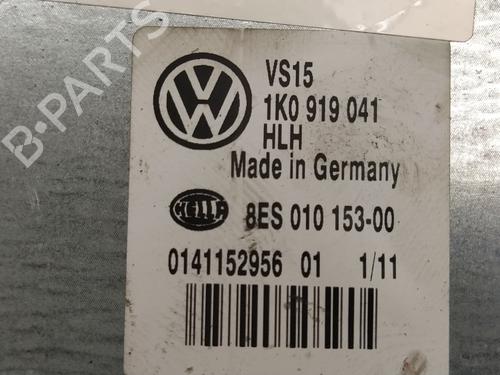 VS15
1K0 919 041
HLH
Made in Germany
HELLA
8ES 010 153-00
0141152956 01 1/11
B-PARTS